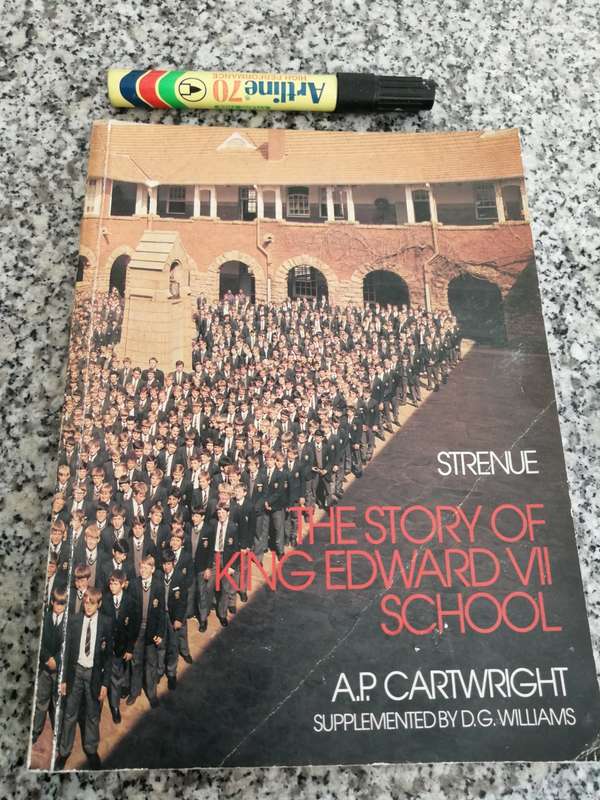 Artline 70
HIGH PERFORMANCE
STRENUE
THE STORY OF
KING EDWARD VII
SCHOOL
A.P. CARTWRIGHT
SUPPLEMENTED BY D.G. WILLIAMS